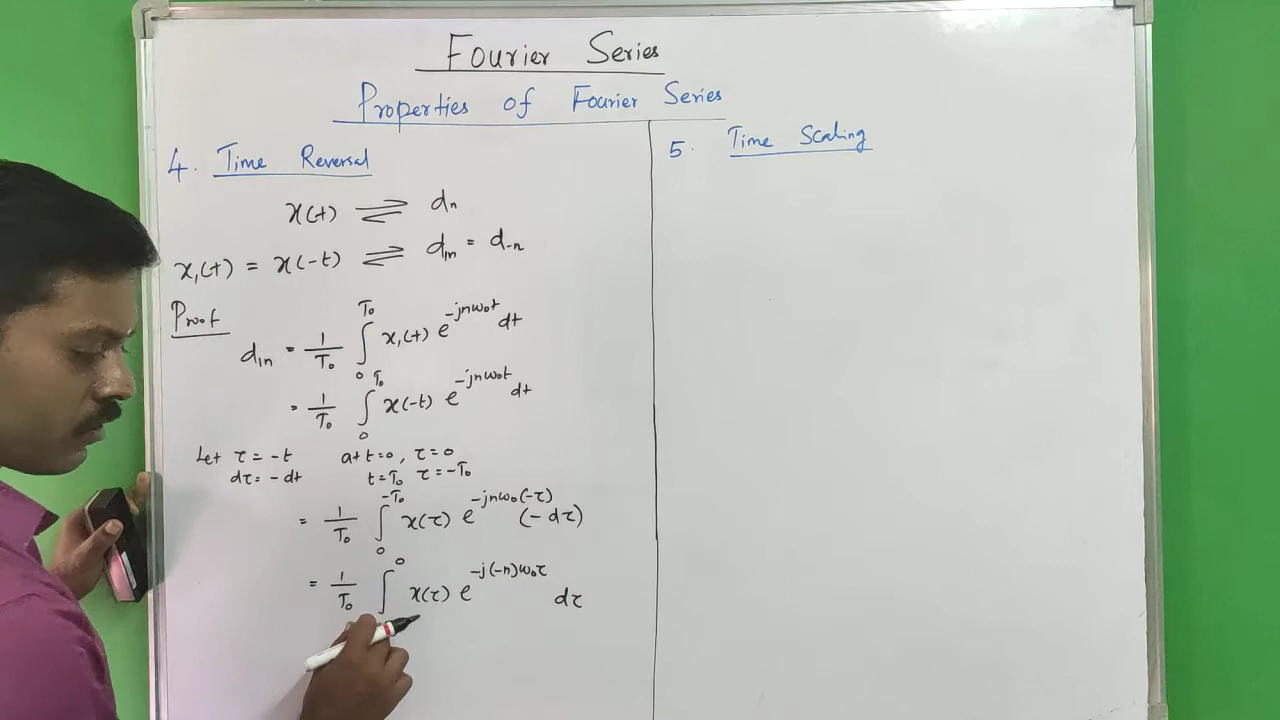 Fourier Series
Properties of Fourier Series
4. Time Reversal
x(t) ⇌ dₙ
x₁(t) = x(-t) ⇌ d₁ₙ = d₋ₙ
Proof
d₁ₙ = 1/T₀ ∫₀^T₀ x₁(t) e^(-jnω₀t) dt
= 1/T₀ ∫₀^T₀ x(-t) e^(-jnω₀t) dt
Let τ = -t at t=0, τ=0
dτ = -dt t=T₀ τ=-T₀
= 1/T₀ ∫₀^-T₀ x(τ) e^(-jnω₀(-τ)) (-dτ)
= 1/T₀ ∫^0 x(τ) e^(-j(-n)ω₀τ) dτ
5. Time Scaling